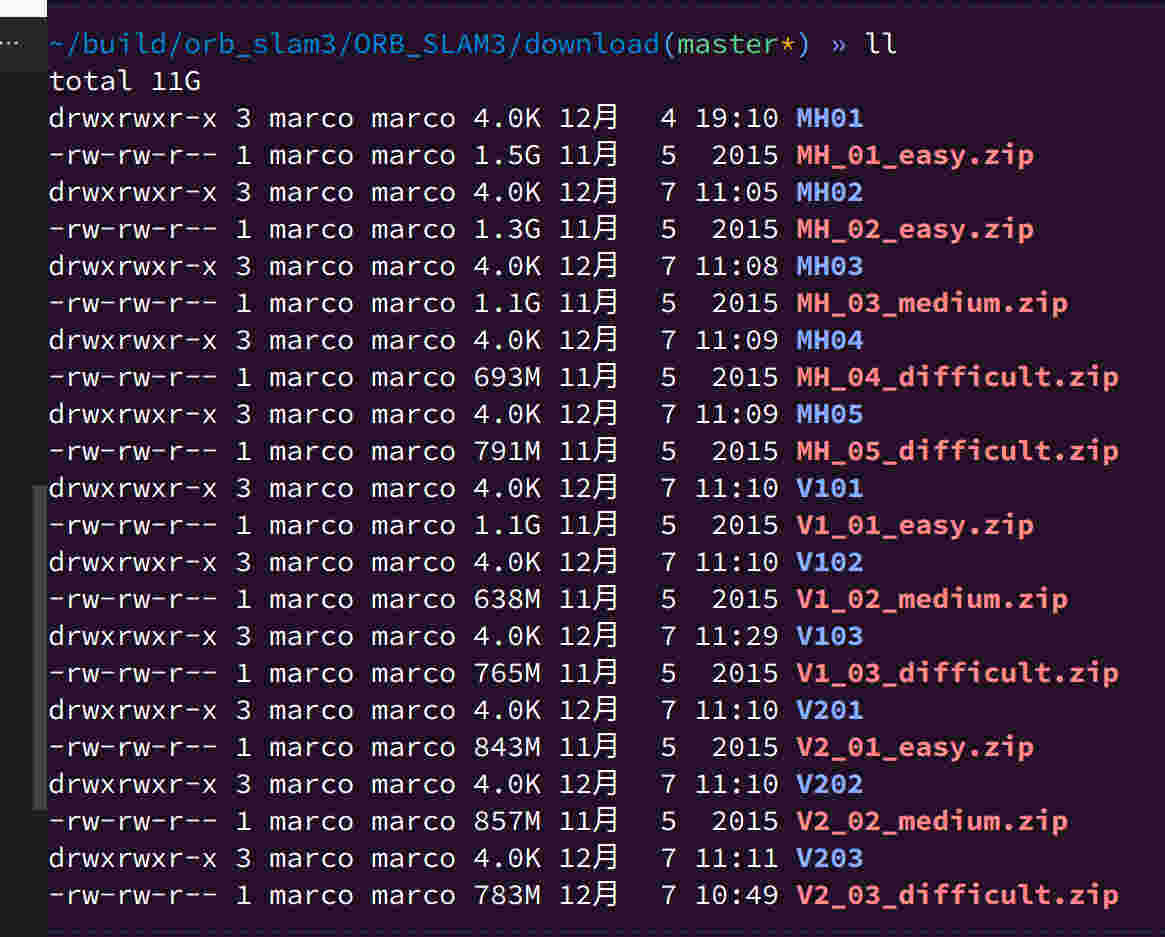 ~/build/orb_slam3/ORB_SLAM3/download(master*) » ll
total 11G
drwxrwxr-x 3 marco marco 4.0K 12月  4 19:10 MH01
-rw-rw-r-- 1 marco marco 1.5G 11月  5  2015 MH_01_easy.zip
drwxrwxr-x 3 marco marco 4.0K 12月  7 11:05 MH02
-rw-rw-r-- 1 marco marco 1.3G 11月  5  2015 MH_02_easy.zip
drwxrwxr-x 3 marco marco 4.0K 12月  7 11:08 MH03
-rw-rw-r-- 1 marco marco 1.1G 11月  5  2015 MH_03_medium.zip
drwxrwxr-x 3 marco marco 4.0K 12月  7 11:09 MH04
-rw-rw-r-- 1 marco marco 693M 11月  5  2015 MH_04_difficult.zip
drwxrwxr-x 3 marco marco 4.0K 12月  7 11:09 MH05
-rw-rw-r-- 1 marco marco 791M 11月  5  2015 MH_05_difficult.zip
drwxrwxr-x 3 marco marco 4.0K 12月  7 11:10 V101
-rw-rw-r-- 1 marco marco 1.1G 11月  5  2015 V1_01_easy.zip
drwxrwxr-x 3 marco marco 4.0K 12月  7 11:10 V102
-rw-rw-r-- 1 marco marco 638M 11月  5  2015 V1_02_medium.zip
drwxrwxr-x 3 marco marco 4.0K 12月  7 11:29 V103
-rw-rw-r-- 1 marco marco 765M 11月  5  2015 V1_03_difficult.zip
drwxrwxr-x 3 marco marco 4.0K 12月  7 11:10 V201
-rw-rw-r-- 1 marco marco 843M 11月  5  2015 V2_01_easy.zip
drwxrwxr-x 3 marco marco 4.0K 12月  7 11:10 V202
-rw-rw-r-- 1 marco marco 857M 11月  5  2015 V2_02_medium.zip
drwxrwxr-x 3 marco marco 4.0K 12月  7 11:11 V203
-rw-rw-r-- 1 marco marco 783M 12月  7 10:49 V2_03_difficult.zip